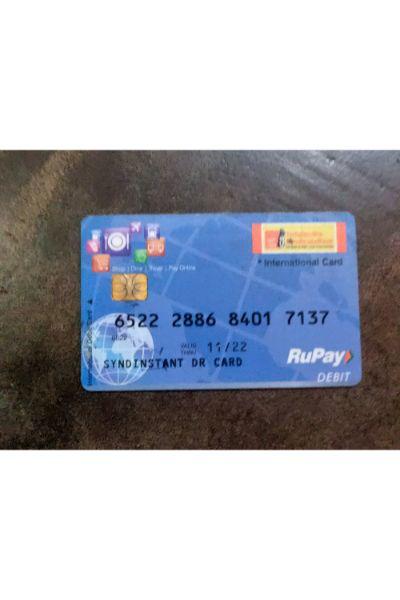 Shop | Dine | Travel | Pay Online
* International Card
6522 2886 8401 7137
6522
VALID THRU 11/22
SYNDINSTANT DR CARD
RuPay
DEBIT